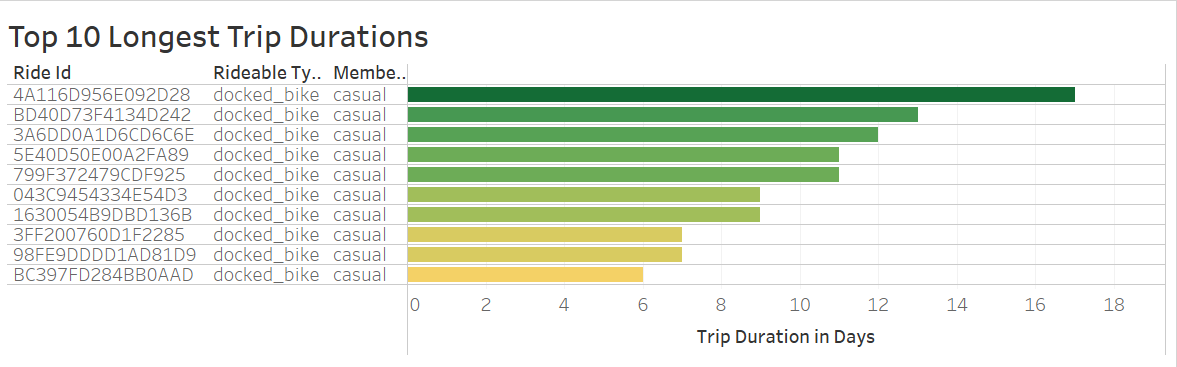 Top 10 Longest Trip Durations
Ride Id Rideable Ty.. Membe..
4A116D956E092D28 docked_bike casual
BD40D73F4134D242 docked_bike casual
3A6DD0A1D6CD6C6E docked_bike casual
5E40D50E00A2FA89 docked_bike casual
799F372479CDF925 docked_bike casual
043C9454334E54D3 docked_bike casual
1630054B9DBD136B docked_bike casual
3FF200760D1F2285 docked_bike casual
98FE9DDDD1AD81D9 docked_bike casual
BC397FD284BB0AAD docked_bike casual
0 2 4 6 8 10 12 14 16 18
Trip Duration in Days